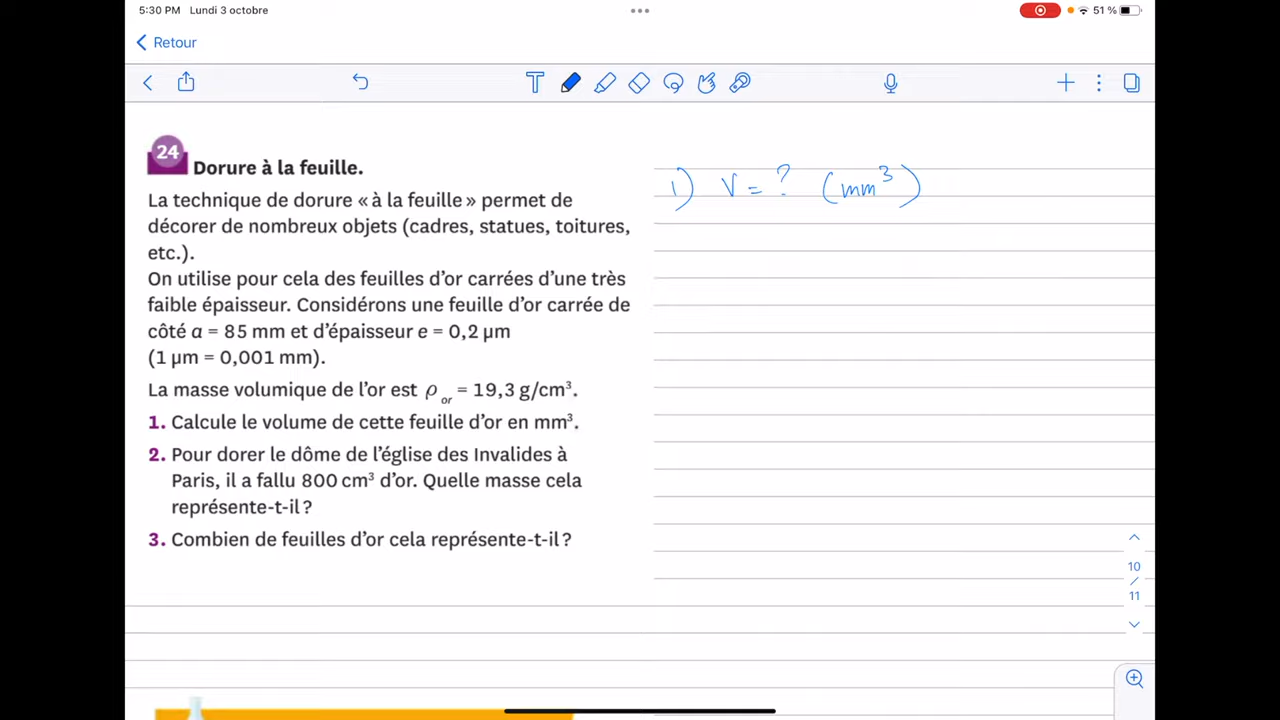 5:30 PM Lundi 3 octobre
51 %
Retour
24 Dorure à la feuille.
La technique de dorure « à la feuille » permet de
décorer de nombreux objets (cadres, statues, toitures,
etc.).
On utilise pour cela des feuilles d'or carrées d'une très
faible épaisseur. Considérons une feuille d'or carrée de
côté a = 85 mm et d'épaisseur e = 0,2 µm
(1 µm = 0,001 mm).
La masse volumique de l'or est ρ or = 19,3 g/cm³.
1. Calcule le volume de cette feuille d'or en mm³.
2. Pour dorer le dôme de l'église des Invalides à
Paris, il a fallu 800 cm³ d'or. Quelle masse cela
représente-t-il ?
3. Combien de feuilles d'or cela représente-t-il ?
1) V = ? (mm³)
10
/
11